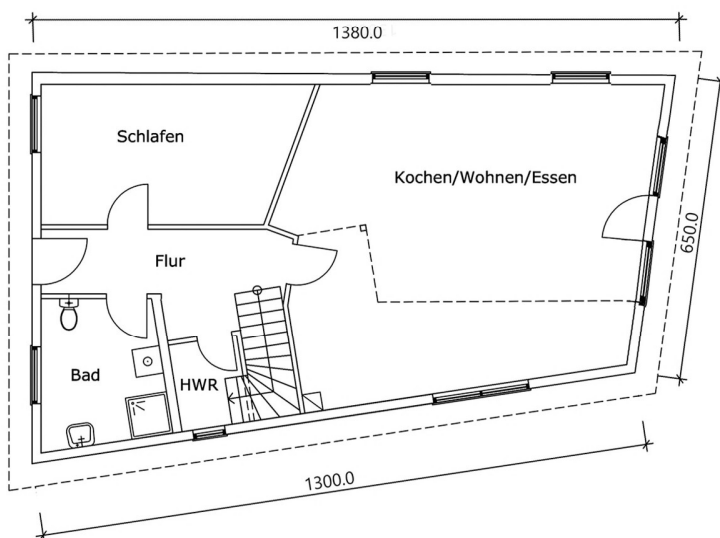 1380.0
Schlafen
Kochen/Wohnen/Essen
650.0
Flur
Bad
HWR
1300.0